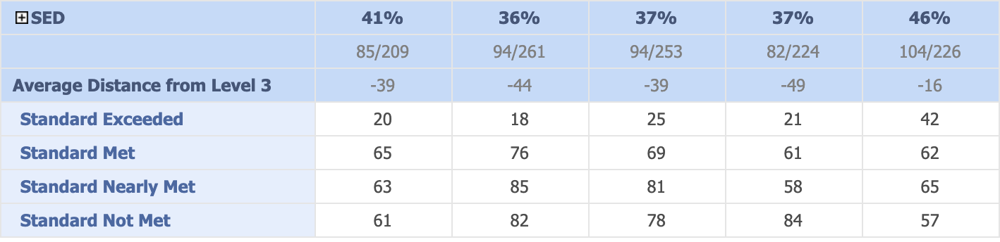 SED 41% 36% 37% 37% 46%
85/209 94/261 94/253 82/224 104/226
Average Distance from Level 3 -39 -44 -39 -49 -16
Standard Exceeded 20 18 25 21 42
Standard Met 65 76 69 61 62
Standard Nearly Met 63 85 81 58 65
Standard Not Met 61 82 78 84 57